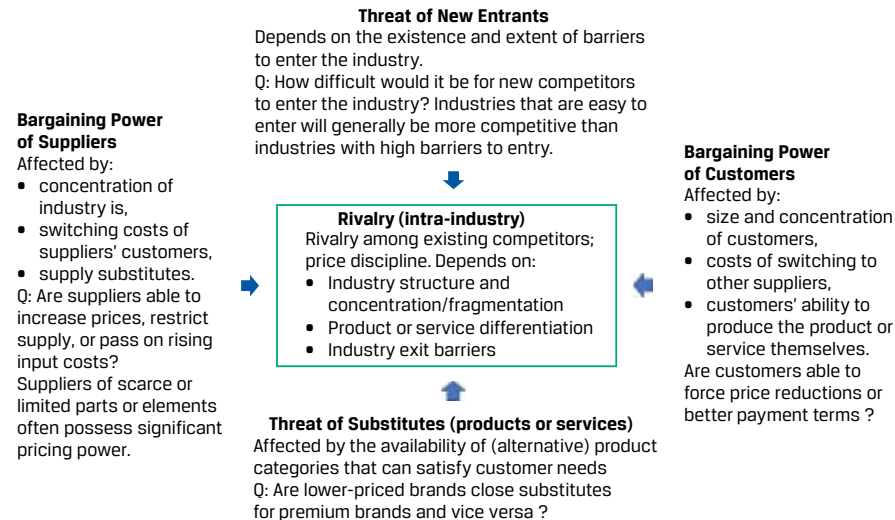 Threat of New Entrants
Depends on the existence and extent of barriers
to enter the industry.
Q: How difficult would it be for new competitors
to enter the industry? Industries that are easy to
enter will generally be more competitive than
industries with high barriers to entry.
Bargaining Power
of Suppliers
Affected by:
• concentration of
industry is,
• switching costs of
suppliers' customers,
• supply substitutes.
Q: Are suppliers able to
increase prices, restrict
supply, or pass on rising
input costs?
Suppliers of scarce or
limited parts or elements
often possess significant
pricing power.
Rivalry (intra-industry)
Rivalry among existing competitors;
price discipline. Depends on:
• Industry structure and
concentration/fragmentation
• Product or service differentiation
• Industry exit barriers
Bargaining Power
of Customers
Affected by:
• size and concentration
of customers,
• costs of switching to
other suppliers,
• customers' ability to
produce the product or
service themselves.
Are customers able to
force price reductions or
better payment terms ?
Threat of Substitutes (products or services)
Affected by the availability of (alternative) product
categories that can satisfy customer needs
Q: Are lower-priced brands close substitutes
for premium brands and vice versa ?